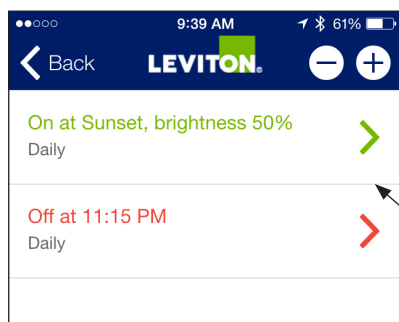 9:39 AM 61%
Back LEVITON®
On at Sunset, brightness 50%
Daily
Off at 11:15 PM
Daily